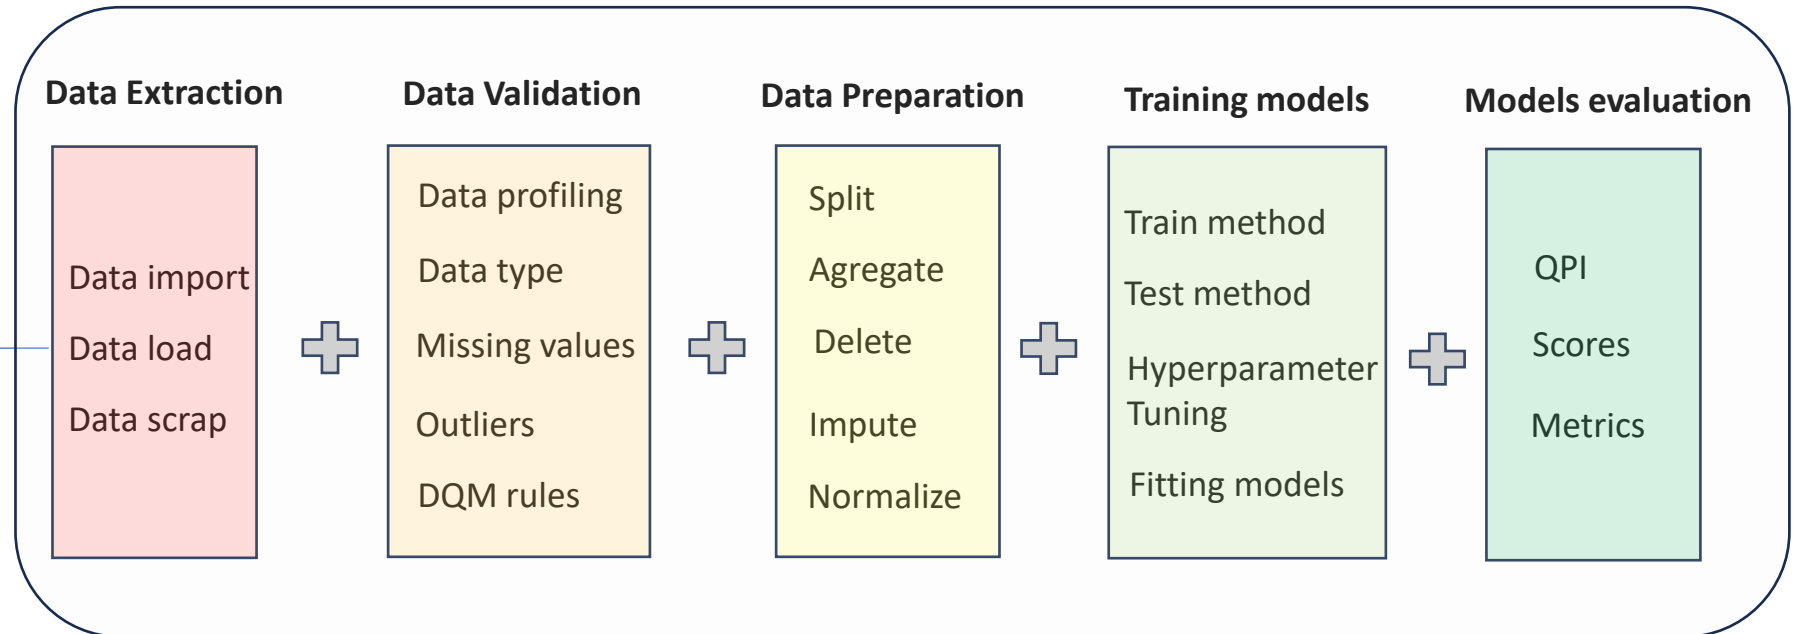 Data Extraction
Data import
Data load
Data scrap
Data Validation
Data profiling
Data type
Missing values
Outliers
DQM rules
Data Preparation
Split
Agregate
Delete
Impute
Normalize
Training models
Train method
Test method
Hyperparameter
Tuning
Fitting models
Models evaluation
QPI
Scores
Metrics